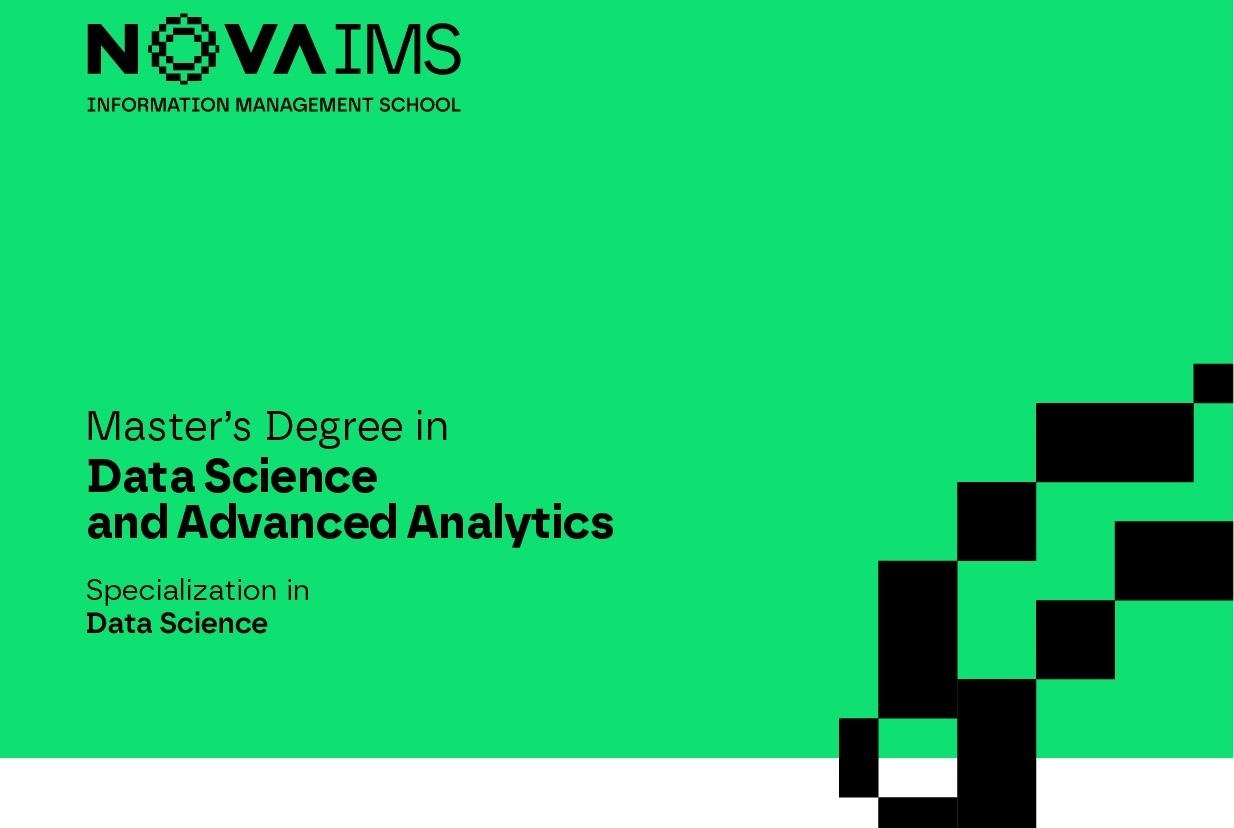 NOVA IMS
INFORMATION MANAGEMENT SCHOOL
Master’s Degree in
Data Science
and Advanced Analytics
Specialization in
Data Science